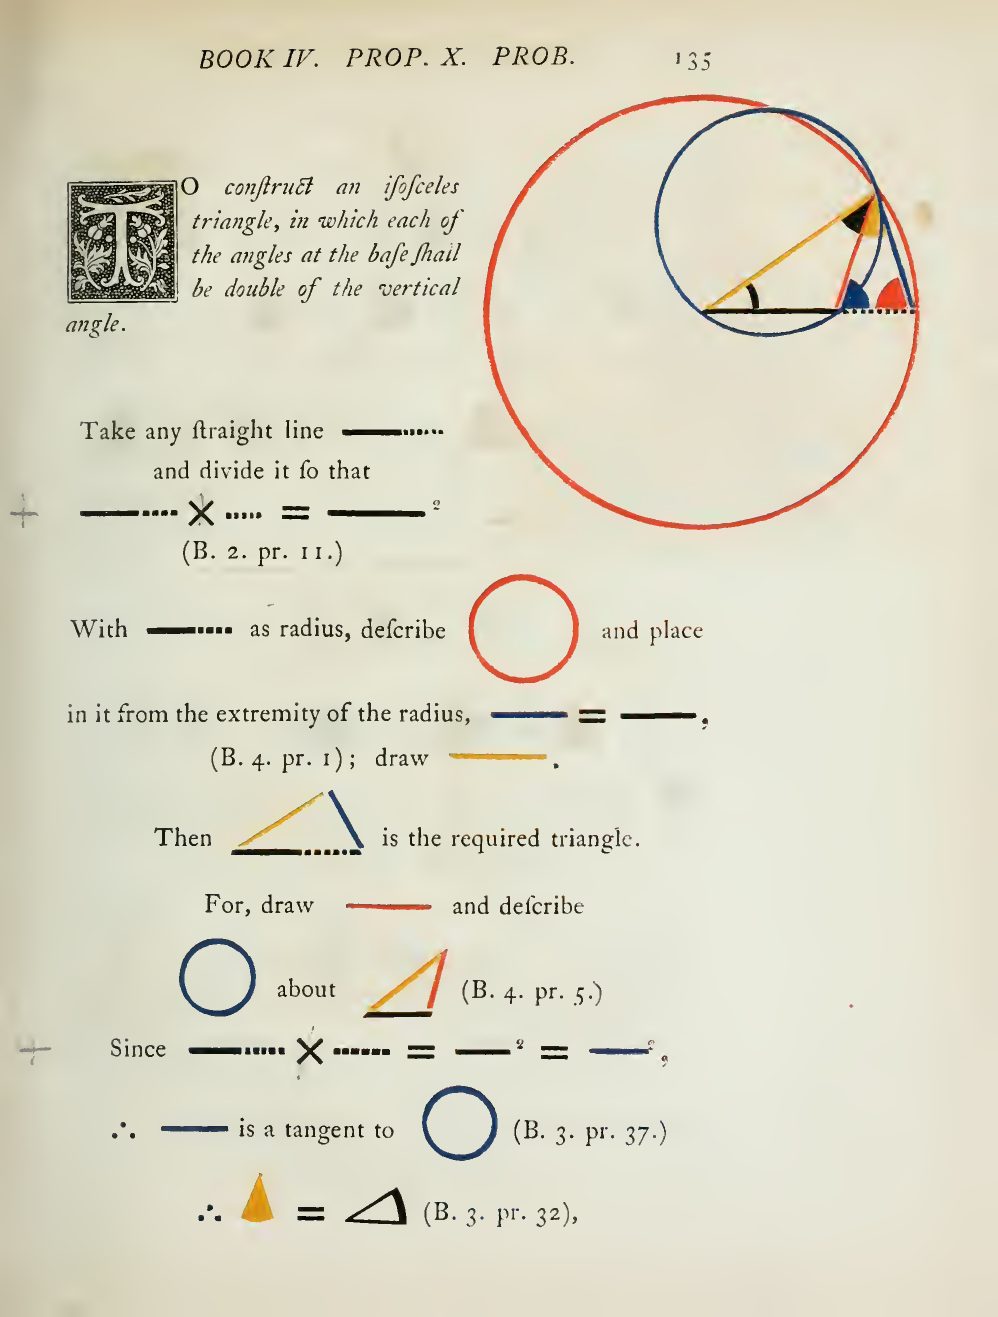 BOOK IV. PROP. X. PROB. 135
TO conſtruct an iſoſceles
triangle, in which each of
the angles at the baſe ſhall
be double of the vertical
angle.
Take any ſtraight line
and divide it ſo that
× = ²
(B. 2. pr. 11.)
With as radius, deſcribe and place
in it from the extremity of the radius, = ,
(B. 4. pr. 1); draw .
Then is the required triangle.
For, draw and deſcribe
about (B. 4. pr. 5.)
Since × = ² = ²,
∴ is a tangent to (B. 3. pr. 37.)
∴ = (B. 3. pr. 32),